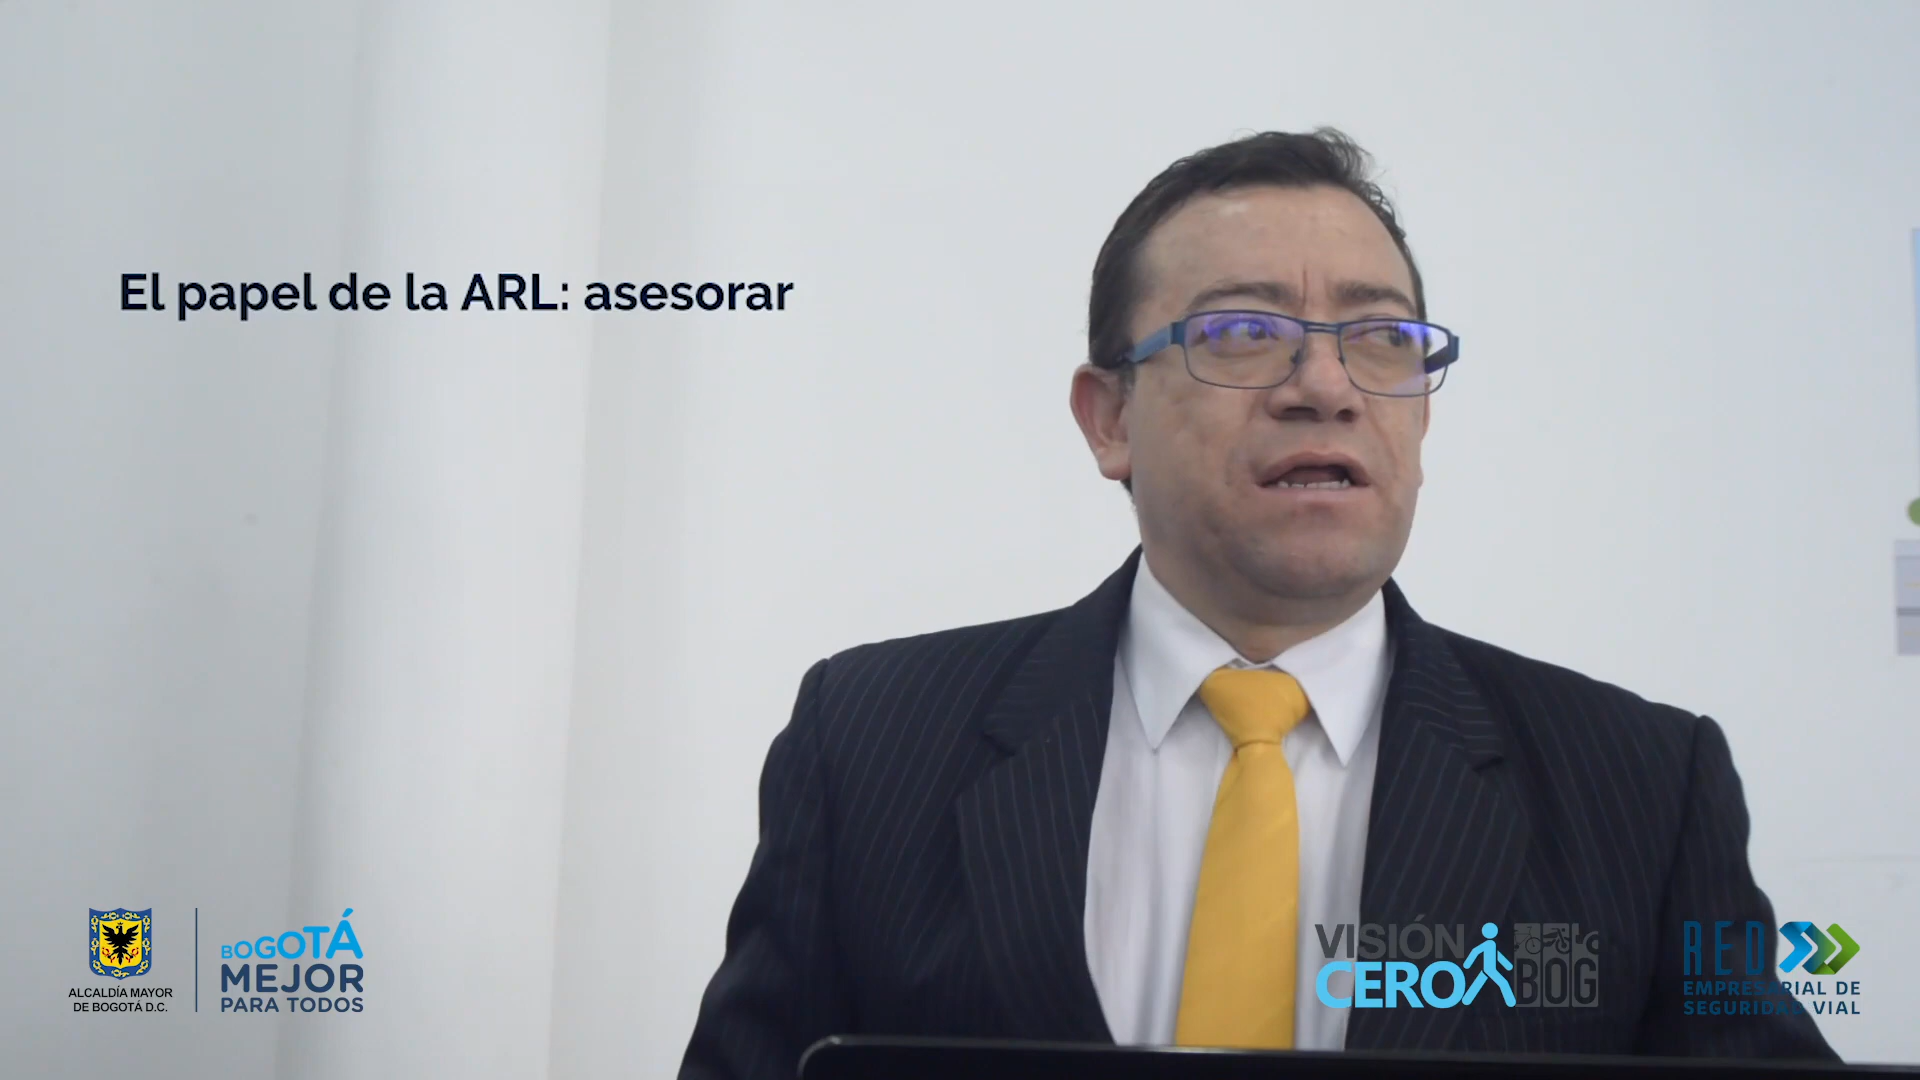 El papel de la ARL: asesorar
ALCALDÍA MAYOR
DE BOGOTÁ D.C.
BOGOTÁ
MEJOR
PARA TODOS
VISIÓN
CERO
BOG
RED
EMPRESARIAL DE
SEGURIDAD VIAL